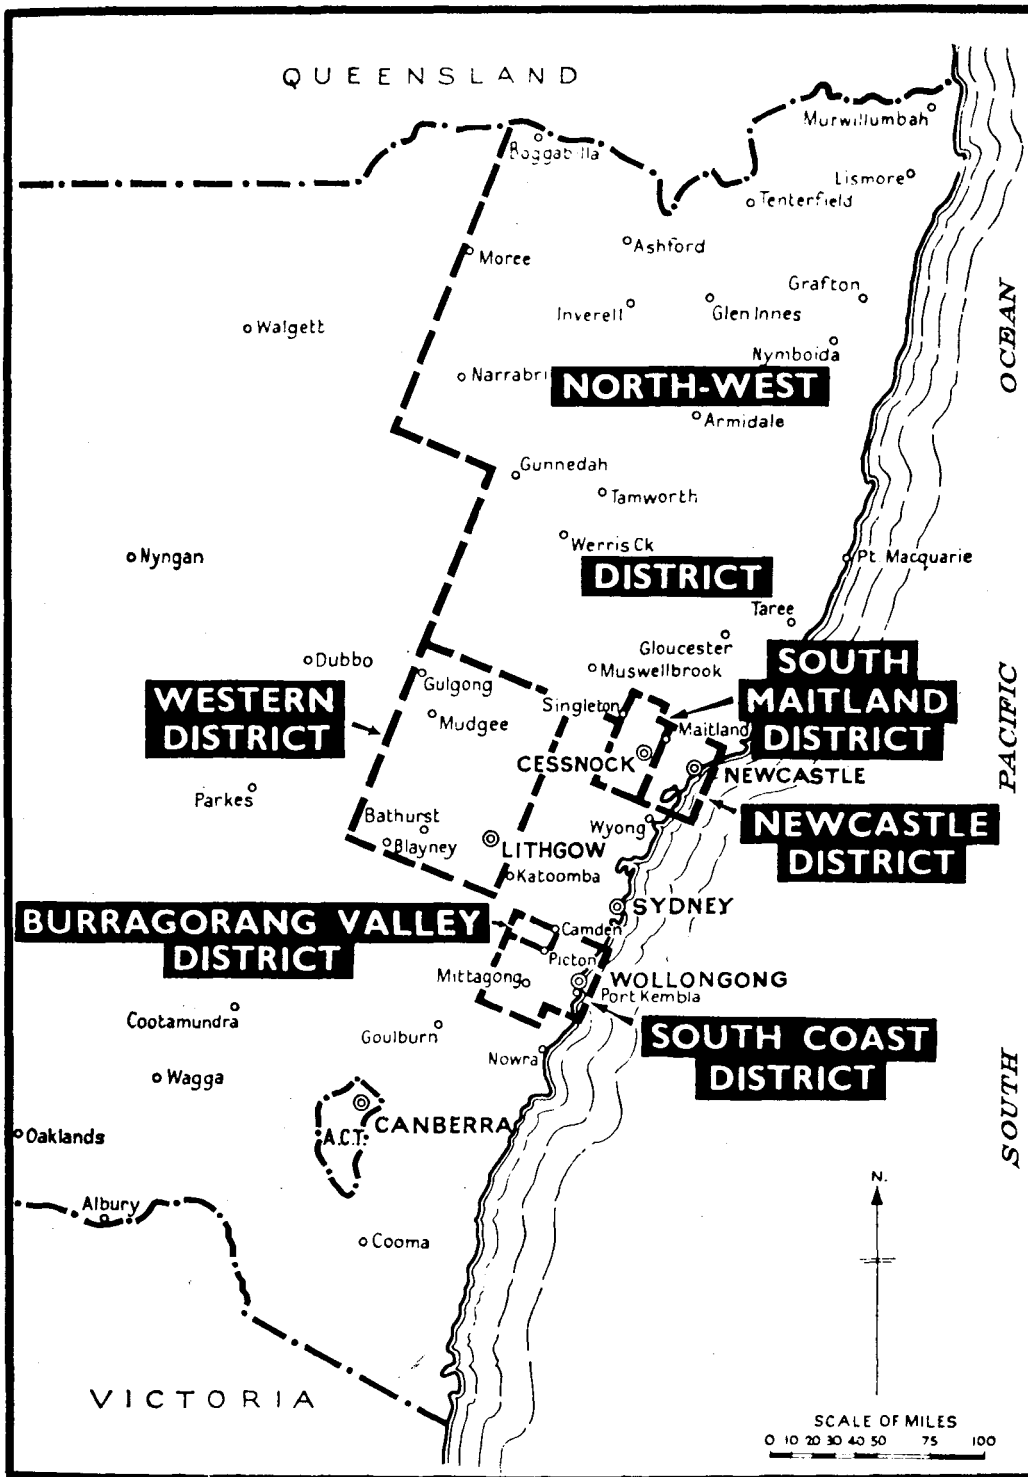 QUEENSLAND
Murwillumbah
Boggabilla
Lismore
Tenterfield
Ashford
Moree
Grafton
Inverell
Glen Innes
Walgett
Nymboida
Narrabri
NORTH-WEST
Armidale
Gunnedah
Tamworth
Werris Ck
Nyngan
DISTRICT
Pt. Macquarie
Taree
Gloucester
Dubbo
Muswellbrook
SOUTH
MAITLAND
DISTRICT
Gulgong
WESTERN
DISTRICT
Singleton
Mudgee
Maitland
CESSNOCK
NEWCASTLE
Parkes
Bathurst
Wyong
NEWCASTLE
DISTRICT
Blayney
LITHGOW
Katoomba
SYDNEY
BURRAGORANG VALLEY
DISTRICT
Camden
Picton
Mittagong
WOLLONGONG
Port Kembla
Cootamundra
Goulburn
SOUTH COAST
DISTRICT
Nowra
Wagga
CANBERRA
A.C.T.
Oaklands
Albury
Cooma
VICTORIA
SOUTH PACIFIC OCEAN
N.
SCALE OF MILES
0 10 20 30 40 50 75 100